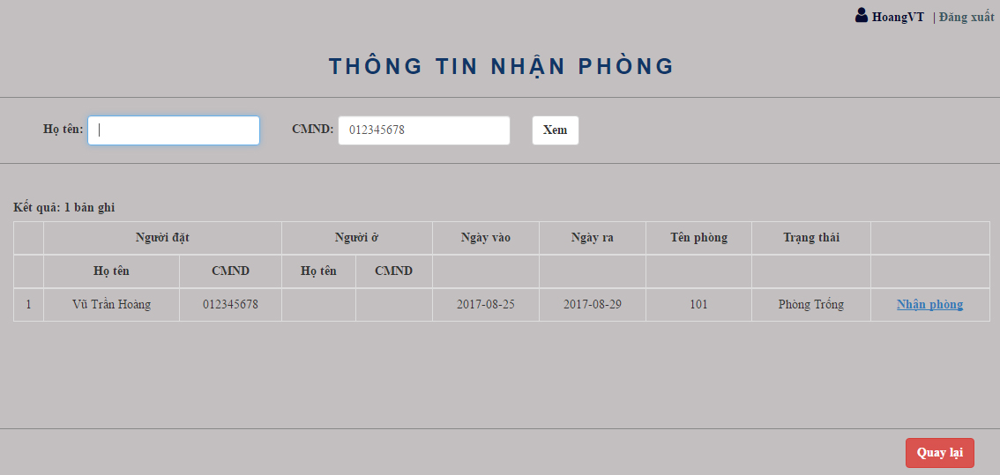 HoangVT | Đăng xuất
THÔNG TIN NHẬN PHÒNG
Họ tên: CMND: 012345678 Xem
Kết quả: 1 bản ghi
Người đặt Người ở Ngày vào Ngày ra Tên phòng Trạng thái
Họ tên CMND Họ tên CMND
1 Vũ Trần Hoàng 012345678 2017-08-25 2017-08-29 101 Phòng Trống Nhận phòng
Quay lại